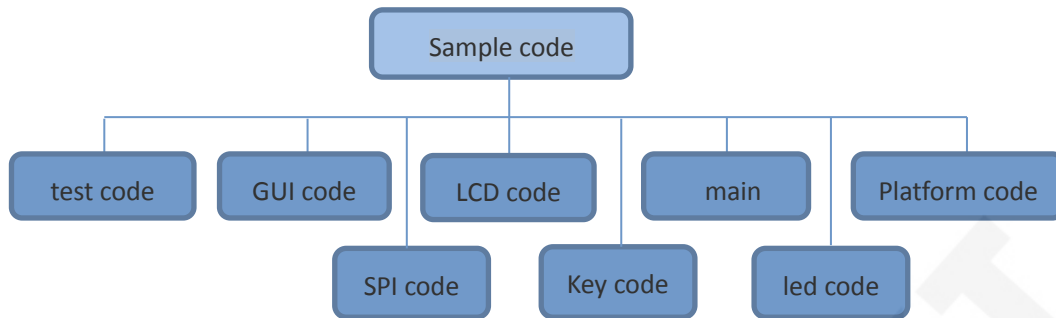 Sample code
test code
GUI code
LCD code
main
Platform code
SPI code
Key code
led code